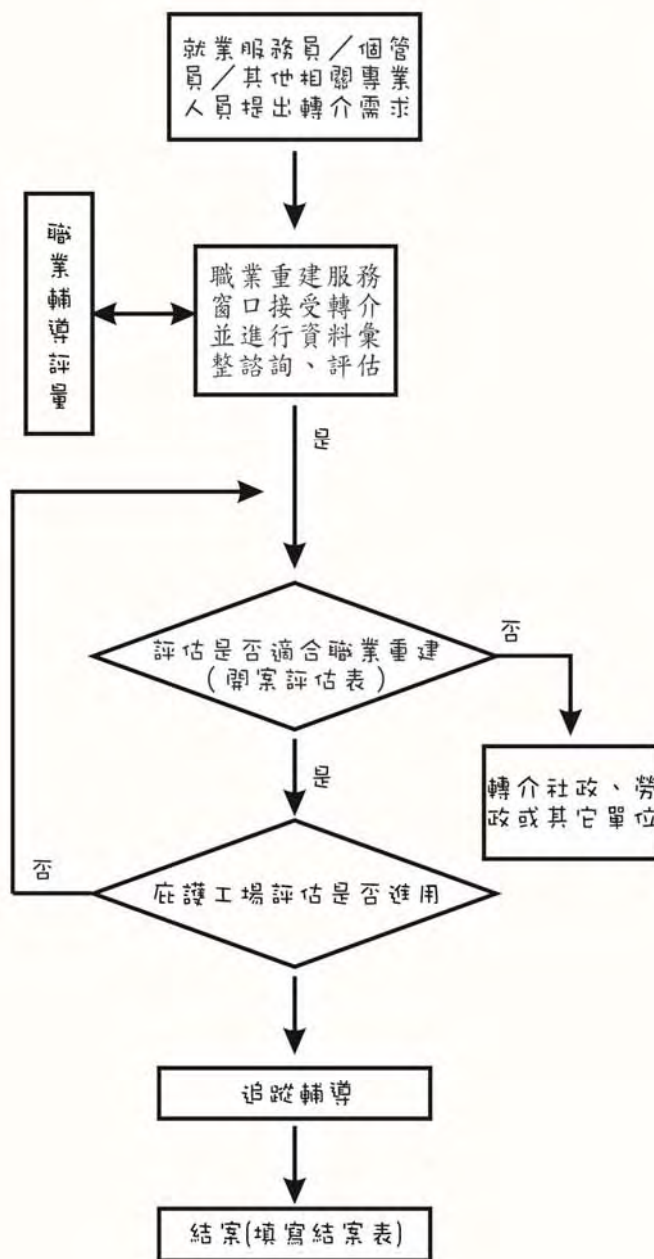 就業服務員/個管
員/其他相關專業
人員提出轉介需求
職業輔導評量
職業重建服務
窗口接受轉介
並進行資料彙
整諮詢、評估
是
評估是否適合職業重建
(開案評估表)
否
是
轉介社政、勞
政或其它單位
否
庇護工場評估是否進用
追蹤輔導
結案(填寫結案表)